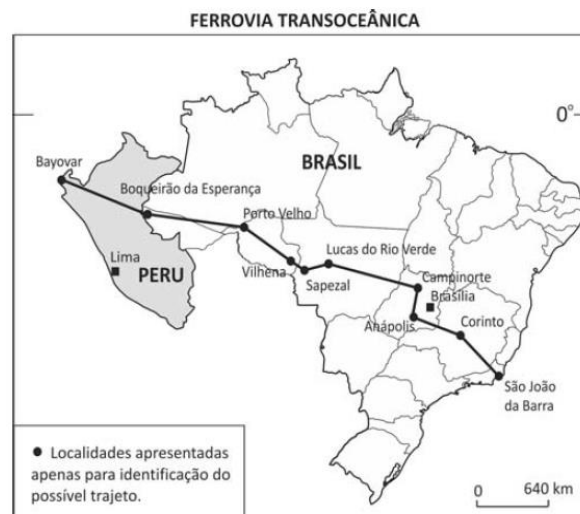 FERROVIA TRANSOCEÂNICA
0°
Bayovar
BRASIL
Boqueirão da Esperança
Porto Velho
Lucas do Rio Verde
Lima
PERU
Vilhena
Sapezal
Campinorte
Brasília
Anápolis
Corinto
São João
da Barra
● Localidades apresentadas
apenas para identificação do
possível trajeto.
0 640 km